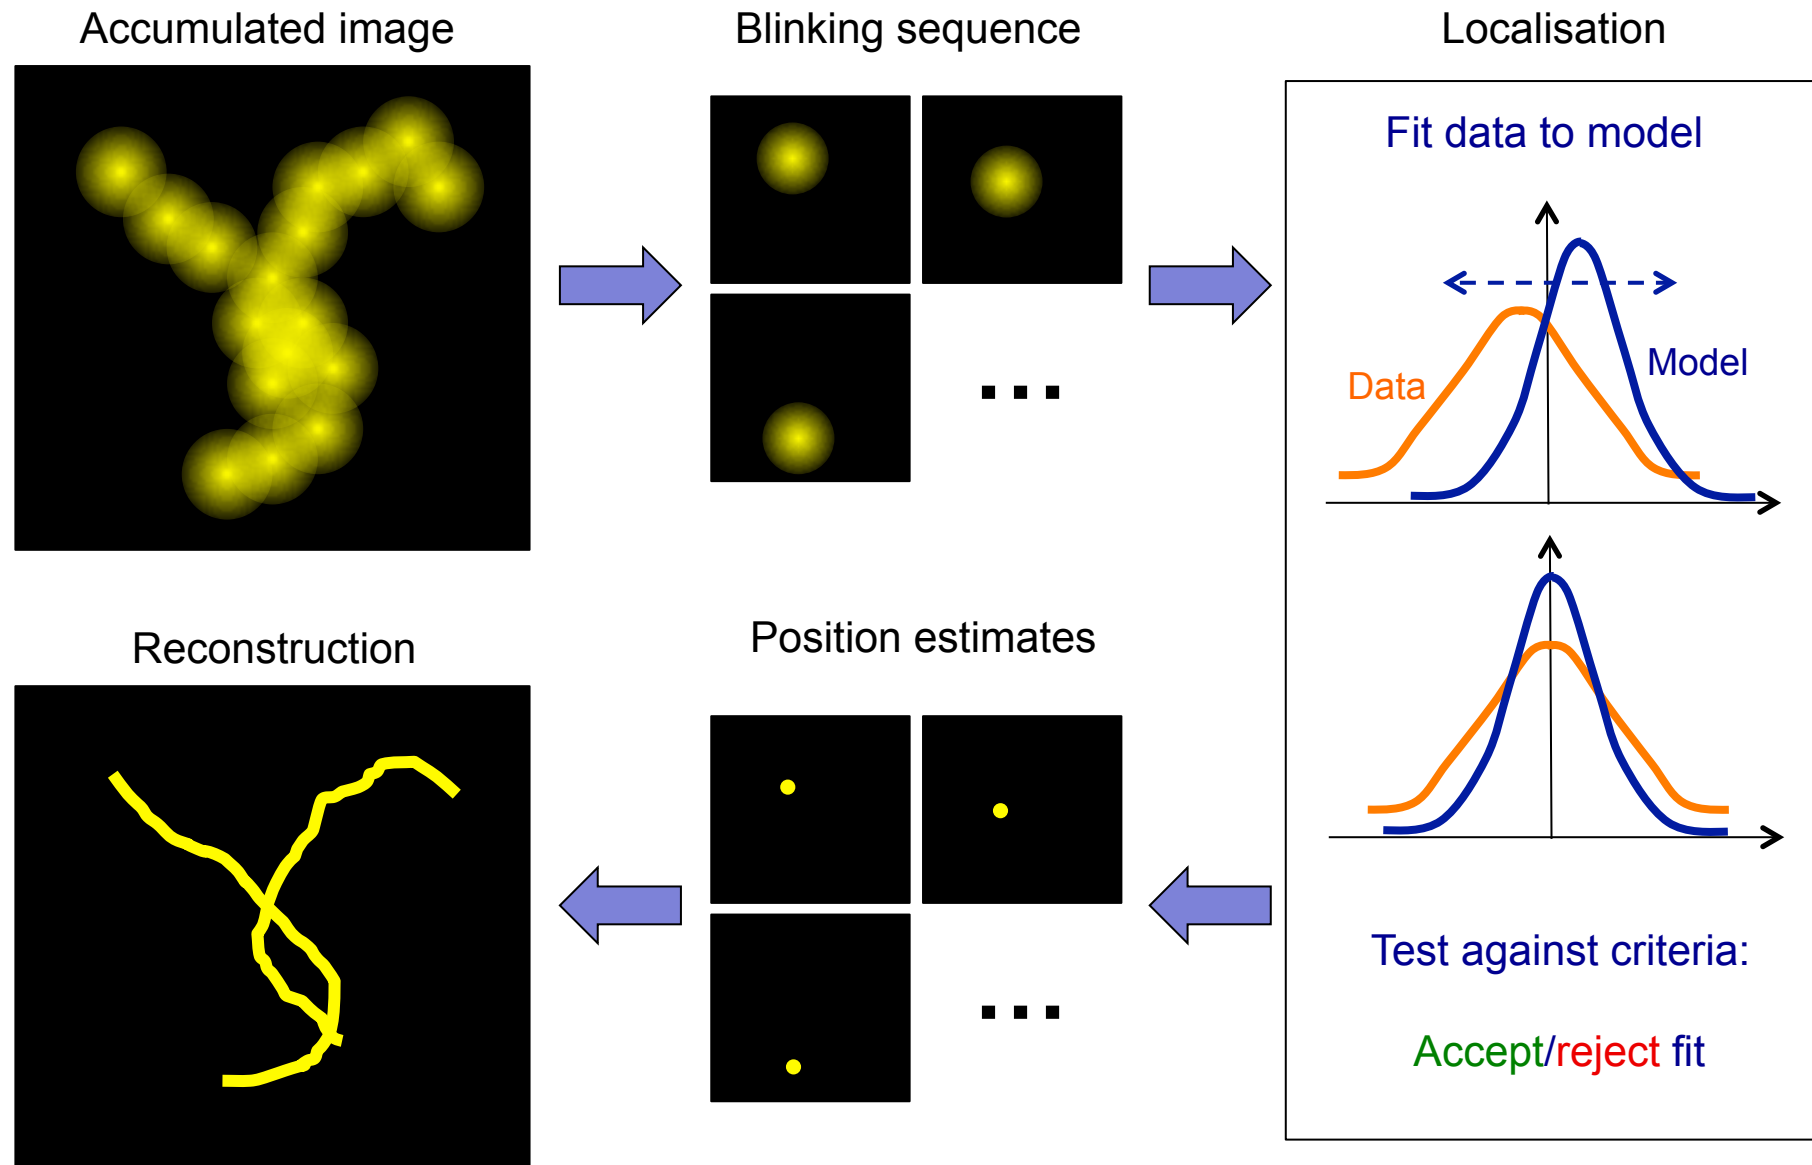 Accumulated image
Blinking sequence
Localisation
Fit data to model
Data
Model
Reconstruction
Position estimates
Test against criteria:
Accept/reject fit